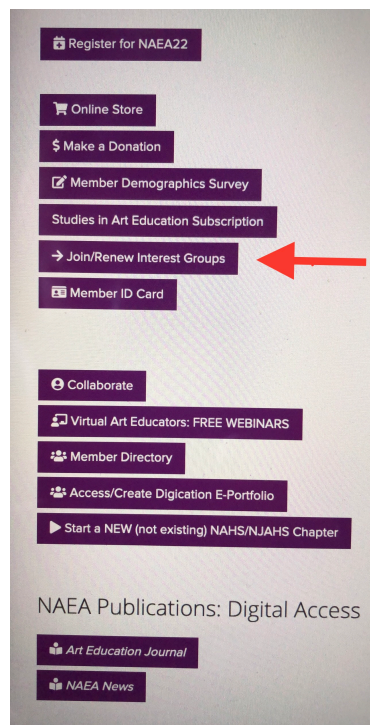 Register for NAEA22
Online Store
$ Make a Donation
Member Demographics Survey
Studies in Art Education Subscription
Join/Renew Interest Groups
Member ID Card
Collaborate
Virtual Art Educators: FREE WEBINARS
Member Directory
Access/Create Digication E-Portfolio
Start a NEW (not existing) NAHS/NJAHS Chapter
NAEA Publications: Digital Access
Art Education Journal
NAEA News